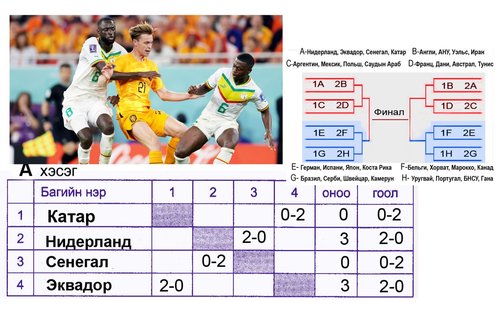 А-Нидерланд, Эквадор, Сенегал, Катар
В-Англи, АНУ, Уэльс, Иран
С-Аргентин, Мексик, Польш, Саудын Араб
D-Франц, Дани, Австрал, Тунис
1A 2B
1B 2A
1C 2D
Финал
1D 2C
1E 2F
1F 2E
1G 2H
1H 2G
E- Герман, Испани, Япон, Коста Рика
F-Бельги, Хорват, Марокко, Канад
G- Бразил, Серби, Швейцар, Камерун
H- Уругвай, Португал, БНСУ, Гана
6
21
6
А ХЭСЭГ
Багийн нэр 1 2 3 4 оноо гоол
1 Катар 0-2 0 0-2
2 Нидерланд 2-0 3 2-0
3 Сенегал 0-2 0 0-2
4 Эквадор 2-0 3 2-0